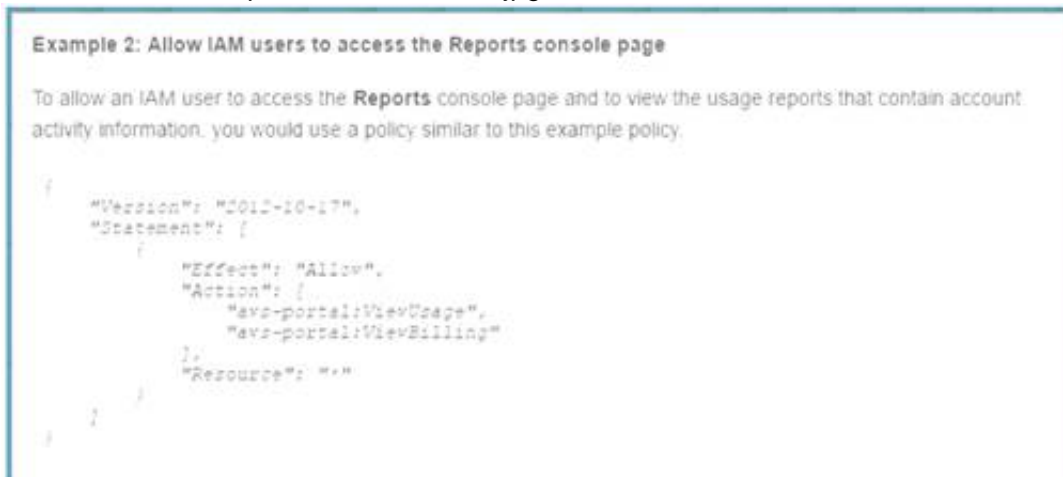 Example 2: Allow IAM users to access the Reports console page
To allow an IAM user to access the Reports console page and to view the usage reports that contain account
activity information, you would use a policy similar to this example policy.
{
"Version": "2012-10-17",
"Statement": [
{
"Effect": "Allow",
"Action": [
"aws-portal:ViewUsage",
"aws-portal:ViewBilling"
],
"Resource": "*"
}
]
}